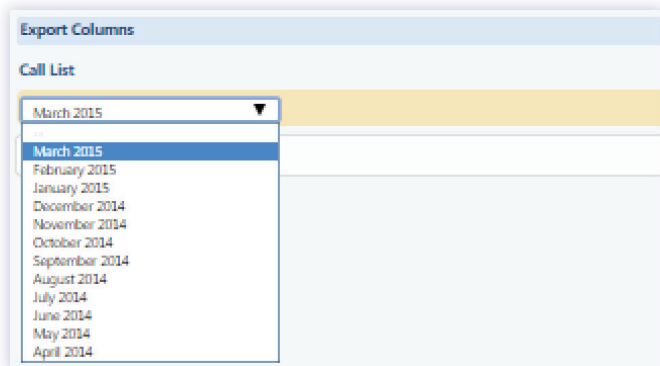 Export Columns
Call List
March 2015
...
March 2015
February 2015
January 2015
December 2014
November 2014
October 2014
September 2014
August 2014
July 2014
June 2014
May 2014
April 2014